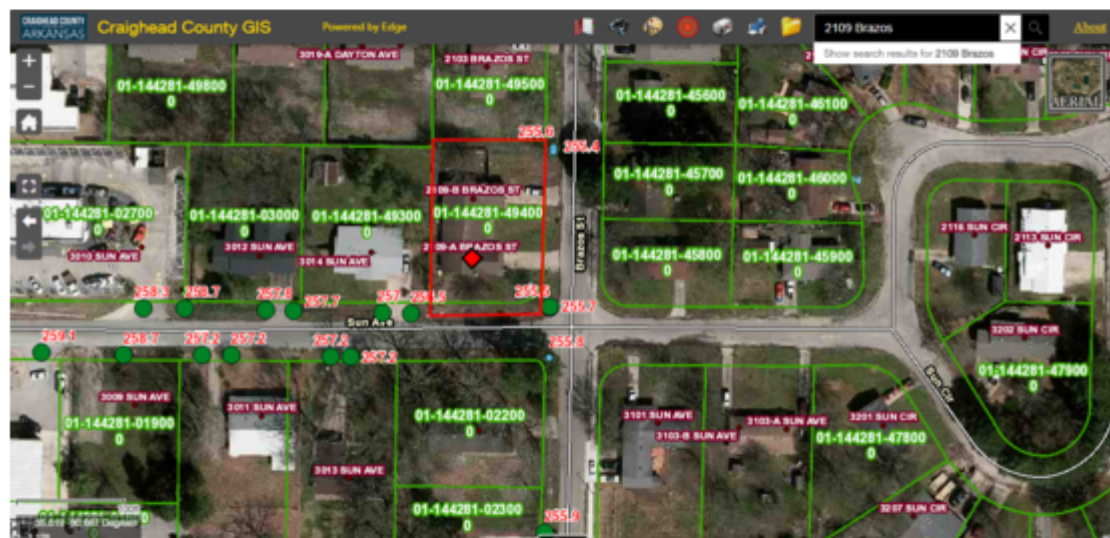 CRAIGHEAD COUNTY
ARKANSAS
Craighead County GIS
Powered by Edge
2109 Brazos
About
Show search results for 2109 Brazos
AERIAL
3019-A DAYTON AVE
2103 BRAZOS ST
01-144281-49800
0
01-144281-49500
0
01-144281-45600
0
01-144281-46100
0
255.6
255.4
2109-B BRAZOS ST
01-144281-45700
0
01-144281-46000
0
01-144281-02700
0
01-144281-03000
0
01-144281-49300
0
01-144281-49400
0
3010 SUN AVE
3012 SUN AVE
3014 SUN AVE
2109-A BRAZOS ST
Brazos St
01-144281-45800
0
01-144281-45900
0
2116 SUN CIR
2113 SUN CIR
258.3
258.7
257.8
257.7
257
255.7
Sun Ave
3202 SUN CIR
259.1
258.7
257.2
257.2
257.2
257.2
255.8
01-144281-47900
0
Sun Cir
3009 SUN AVE
3011 SUN AVE
01-144281-01900
0
01-144281-02200
0
3101 SUN AVE
3103-B SUN AVE
3103-A SUN AVE
3201 SUN CIR
01-144281-47800
0
3013 SUN AVE
01-144281-02300
0
255.9
3207 SUN CIR
Degrees